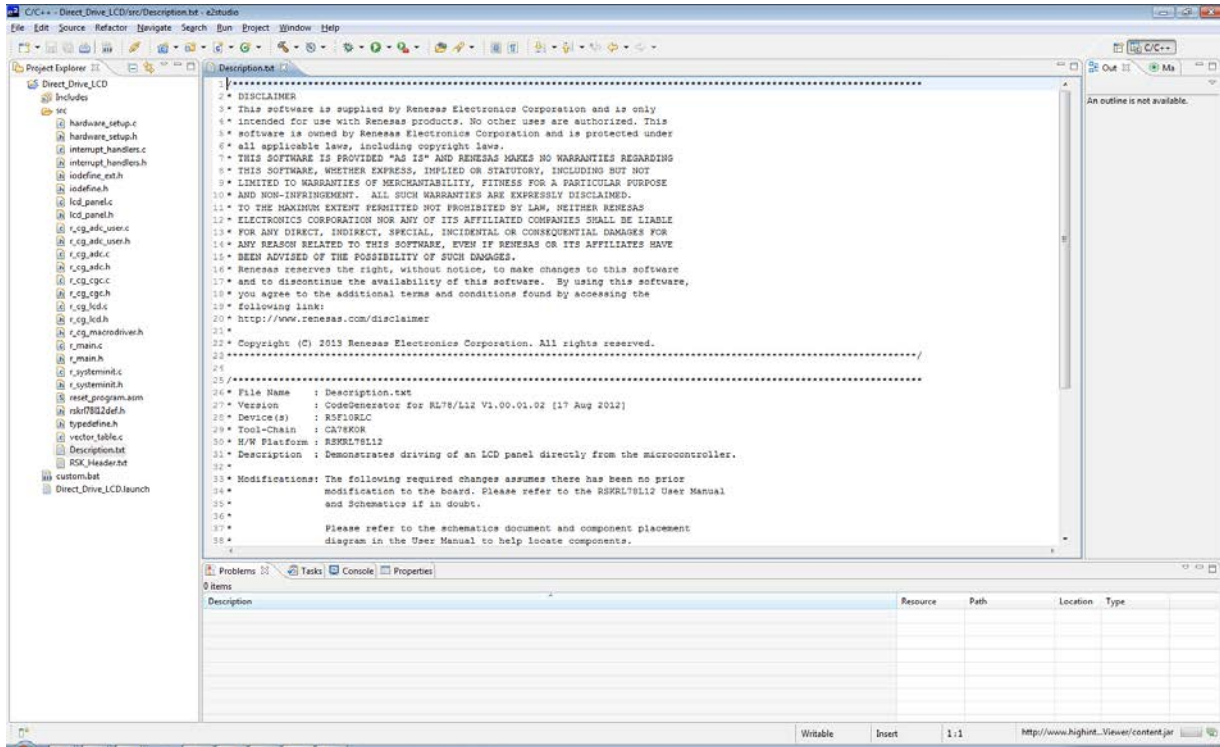 C/C++ - Direct_Drive_LCD/src/Description.txt - e2studio
File Edit Source Refactor Navigate Search Run Project Window Help
C/C++
Project Explorer
Direct_Drive_LCD
Includes
src
hardware_setup.c
hardware_setup.h
interrupt_handlers.c
interrupt_handlers.h
iodefine_ext.h
iodefine.h
lcd_panel.c
lcd_panel.h
r_cg_adc_user.c
r_cg_adc_user.h
r_cg_adc.c
r_cg_adc.h
r_cg_cgc.c
r_cg_cgc.h
r_cg_lcd.c
r_cg_lcd.h
r_cg_macrodriver.h
r_main.c
r_main.h
r_systeminit.c
r_systeminit.h
reset_program.asm
rskrl78l12def.h
typedefine.h
vector_table.c
Description.txt
RSK_Header.txt
custom.bat
Direct_Drive_LCD.launch
Description.txt
1 /*******************************************************************************
2 * DISCLAIMER
3 * This software is supplied by Renesas Electronics Corporation and is only
4 * intended for use with Renesas products. No other uses are authorized. This
5 * software is owned by Renesas Electronics Corporation and is protected under
6 * all applicable laws, including copyright laws.
7 * THIS SOFTWARE IS PROVIDED "AS IS" AND RENESAS MAKES NO WARRANTIES REGARDING
8 * THIS SOFTWARE, WHETHER EXPRESS, IMPLIED OR STATUTORY, INCLUDING BUT NOT
9 * LIMITED TO WARRANTIES OF MERCHANTABILITY, FITNESS FOR A PARTICULAR PURPOSE
10 * AND NON-INFRINGEMENT. ALL SUCH WARRANTIES ARE EXPRESSLY DISCLAIMED.
11 * TO THE MAXIMUM EXTENT PERMITTED NOT PROHIBITED BY LAW, NEITHER RENESAS
12 * ELECTRONICS CORPORATION NOR ANY OF ITS AFFILIATED COMPANIES SHALL BE LIABLE
13 * FOR ANY DIRECT, INDIRECT, SPECIAL, INCIDENTAL OR CONSEQUENTIAL DAMAGES FOR
14 * ANY REASON RELATED TO THIS SOFTWARE, EVEN IF RENESAS OR ITS AFFILIATES HAVE
15 * BEEN ADVISED OF THE POSSIBILITY OF SUCH DAMAGES.
16 * Renesas reserves the right, without notice, to make changes to this software
17 * and to discontinue the availability of this software. By using this software,
18 * you agree to the additional terms and conditions found by accessing the
19 * following link:
20 * http://www.renesas.com/disclaimer
21 *
22 * Copyright (C) 2013 Renesas Electronics Corporation. All rights reserved.
23 *******************************************************************************/
24
25 /*******************************************************************************
26 * File Name : Description.txt
27 * Version : CodeGenerator for RL78/L12 V1.00.01.02 [17 Aug 2012]
28 * Device(s) : R5F10RLC
29 * Tool-Chain : CA78K0R
30 * H/W Platform : RSKRL78L12
31 * Description : Demonstrates driving of an LCD panel directly from the microcontroller.
32 *
33 * Modifications: The following required changes assumes there has been no prior
34 * modification to the board. Please refer to the RSKRL78L12 User Manual
35 * and Schematics if in doubt.
36 *
37 * Please refer to the schematics document and component placement
38 * diagram in the User Manual to help locate components.
Out Ma
An outline is not available.
Problems Tasks Console Properties
0 items
Description Resource Path Location Type
Writable Insert 1 : 1 http://www.highint...Viewer/content.jar